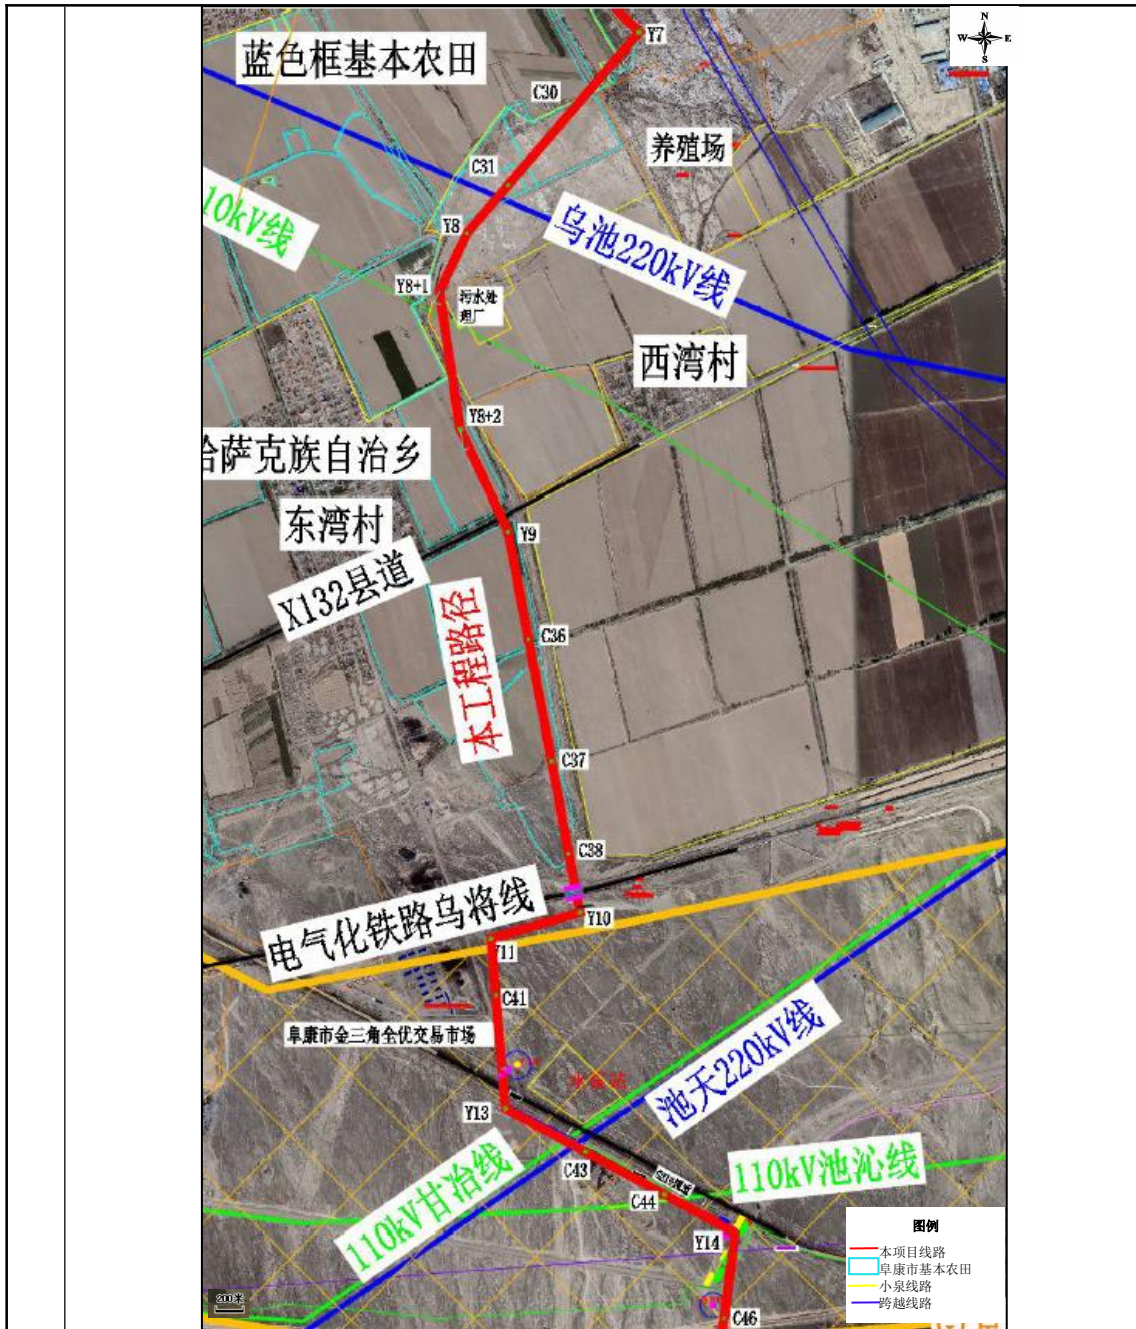 Y7
N
W E
S
蓝色框基本农田
C30
养殖场
C31
10kV线
Y8
乌池220kV线
Y8+1
污水处
理厂
西湾村
Y8+2
哈萨克族自治乡
东湾村
Y9
X132县道
本工程路径
C36
C37
C38
电气化铁路乌将线
Y10
Y11
C41
阜康市金三角全优交易市场
池天220kV线
Y13
C43
110kV池沁线
C44
110kV甘冶线
Y14
图例
本项目线路
阜康市基本农田
小泉线路
跨越线路
200米
C46